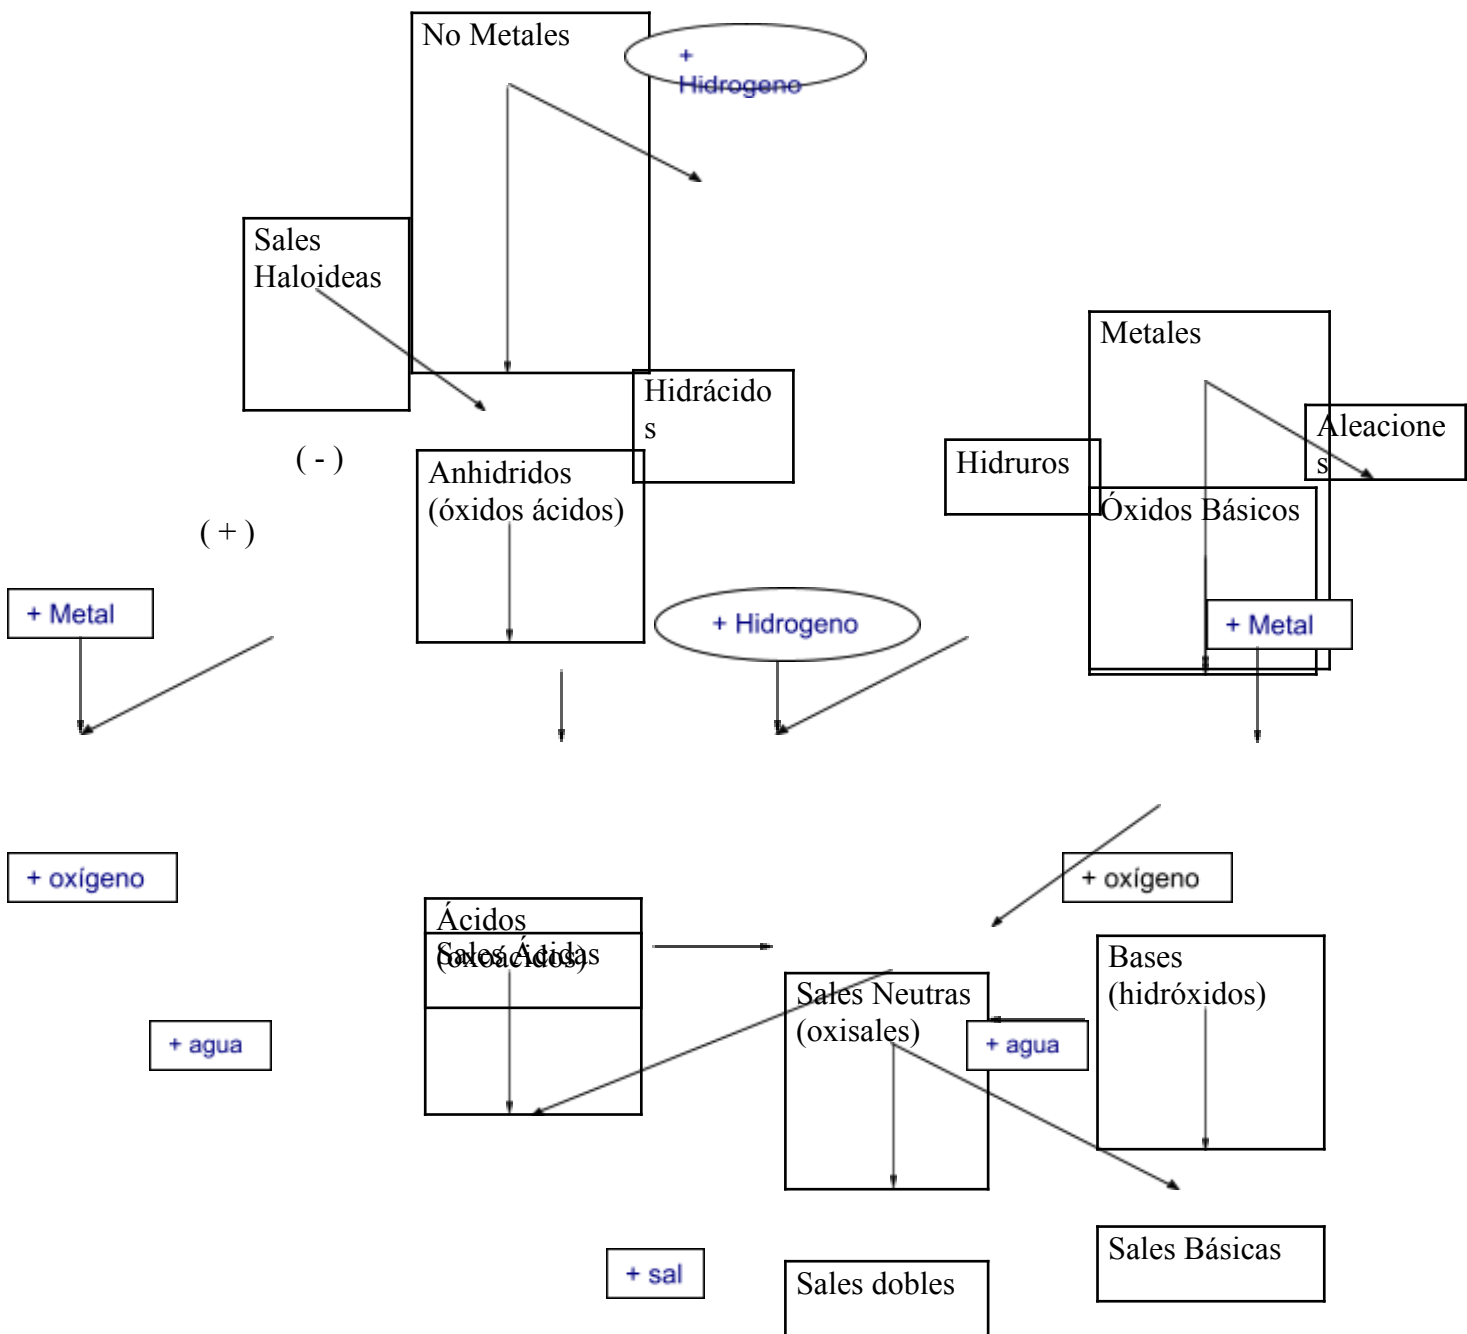 No Metales
+
Hidrogeno
Sales
Haloideas
Metales
Hidrácido
s
Aleacione
s
( - )
Hidruros
Anhidridos
(óxidos ácidos)
Óxidos Básicos
( + )
+ Metal
+ Hidrogeno
+ Metal
+ oxígeno
+ oxígeno
Ácidos
(oxoácidos)
Sales Ácidas
Bases
(hidróxidos)
Sales Neutras
(oxisales)
+ agua
+ agua
Sales Básicas
+ sal
Sales dobles